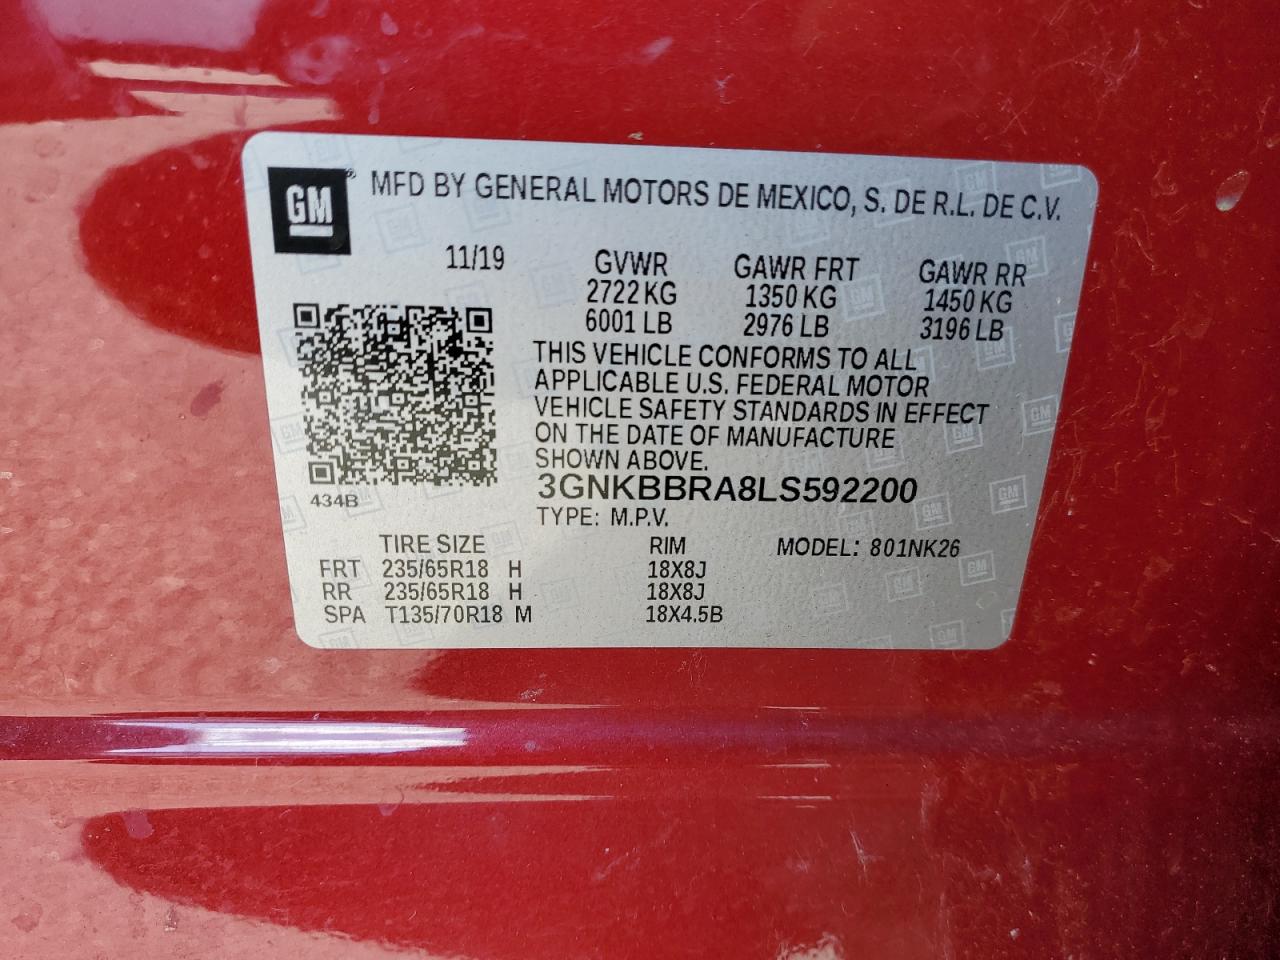 GM® MFD BY GENERAL MOTORS DE MEXICO, S. DE R.L. DE C.V.
11/19 GVWR GAWR FRT GAWR RR
2722 KG 1350 KG 1450 KG
6001 LB 2976 LB 3196 LB
THIS VEHICLE CONFORMS TO ALL
APPLICABLE U.S. FEDERAL MOTOR
VEHICLE SAFETY STANDARDS IN EFFECT
ON THE DATE OF MANUFACTURE
SHOWN ABOVE.
434B 3GNKBBRA8LS592200
TYPE: M.P.V.
TIRE SIZE RIM MODEL: 801NK26
FRT 235/65R18 H 18X8J
RR 235/65R18 H 18X8J
SPA T135/70R18 M 18X4.5B